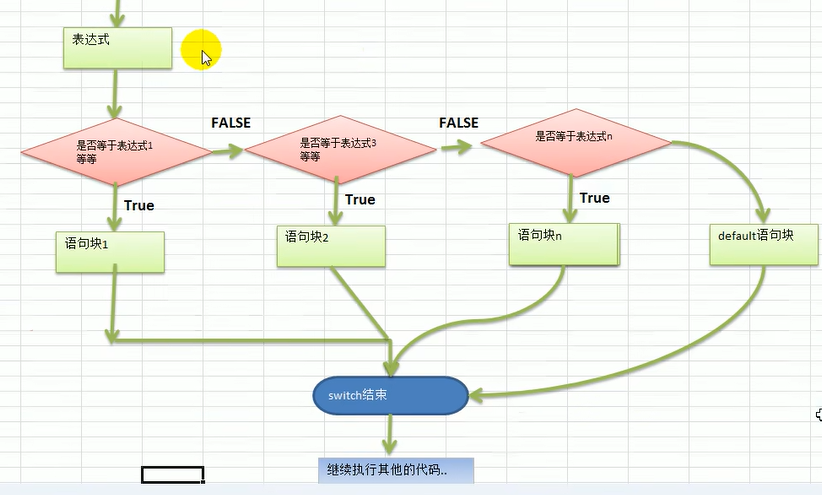 表达式
FALSE
FALSE
是否等于表达式1
等等
是否等于表达式3
等等
是否等于表达式n
True
True
True
语句块1
语句块2
语句块n
default语句块
switch结束
继续执行其他的代码..